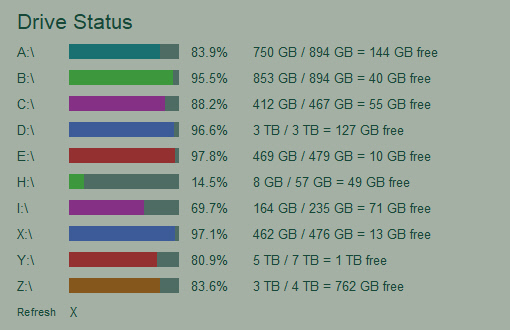 Drive Status
A:\ 83.9% 750 GB / 894 GB = 144 GB free
B:\ 95.5% 853 GB / 894 GB = 40 GB free
C:\ 88.2% 412 GB / 467 GB = 55 GB free
D:\ 96.6% 3 TB / 3 TB = 127 GB free
E:\ 97.8% 469 GB / 479 GB = 10 GB free
H:\ 14.5% 8 GB / 57 GB = 49 GB free
I:\ 69.7% 164 GB / 235 GB = 71 GB free
X:\ 97.1% 462 GB / 476 GB = 13 GB free
Y:\ 80.9% 5 TB / 7 TB = 1 TB free
Z:\ 83.6% 3 TB / 4 TB = 762 GB free
Refresh X